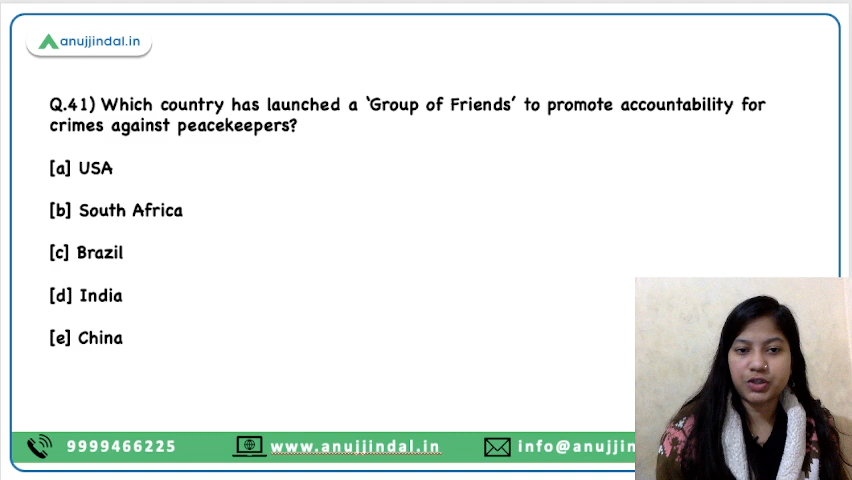 anujjindal.in
Q.41) Which country has launched a ‘Group of Friends’ to promote accountability for
crimes against peacekeepers?
[a] USA
[b] South Africa
[c] Brazil
[d] India
[e] China
9999466225 www.anujjindal.in info@anujjin